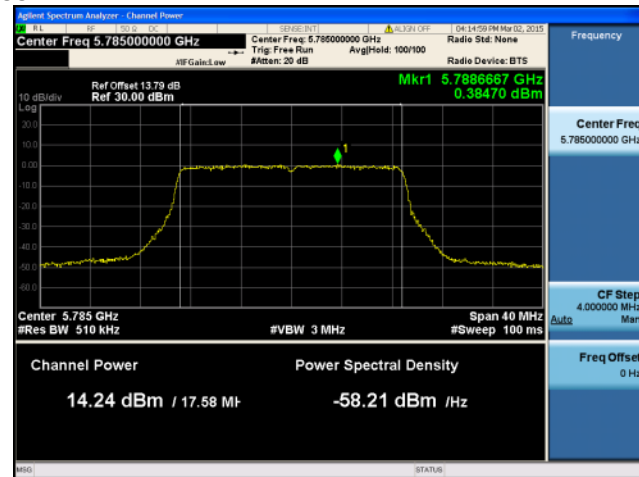 Agilent Spectrum Analyzer - Channel Power
RL RF 50 Ω DC SENSE:INT ALIGN OFF 04:14:59 PM Mar 02, 2015
Center Freq 5.785000000 GHz
Center Freq: 5.785000000 GHz
Radio Std: None
Trig: Free Run Avg|Hold: 100/100
#IFGain:Low #Atten: 20 dB Radio Device: BTS
Frequency
Ref Offset 13.79 dB
10 dB/div Ref 30.00 dBm
Mkr1 5.7886667 GHz
0.38470 dBm
Log
20.0
10.0
0.00
-10.0
-20.0
-30.0
-40.0
-50.0
-60.0
1
Center 5.785 GHz Span 40 MHz
#Res BW 510 kHz #VBW 3 MHz #Sweep 100 ms
Channel Power Power Spectral Density
14.24 dBm / 17.58 MH -58.21 dBm /Hz
Center Freq
5.785000000 GHz
CF Step
4.000000 MHz
Auto Man
Freq Offset
0 Hz
MSG STATUS